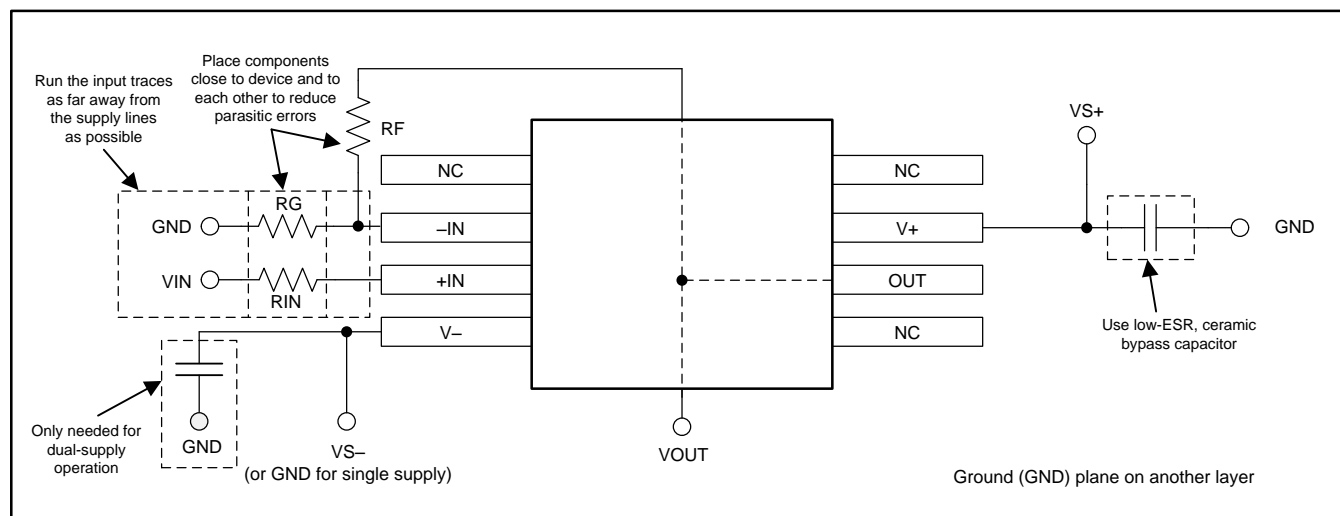 Place components
close to device and to
each other to reduce
parasitic errors
Run the input traces
as far away from
the supply lines
as possible
RF
VS+
NC
NC
RG
GND
–IN
V+
GND
VIN
+IN
OUT
RIN
V–
NC
Use low-ESR, ceramic
bypass capacitor
Only needed for
dual-supply
operation
GND
VS–
(or GND for single supply)
VOUT
Ground (GND) plane on another layer